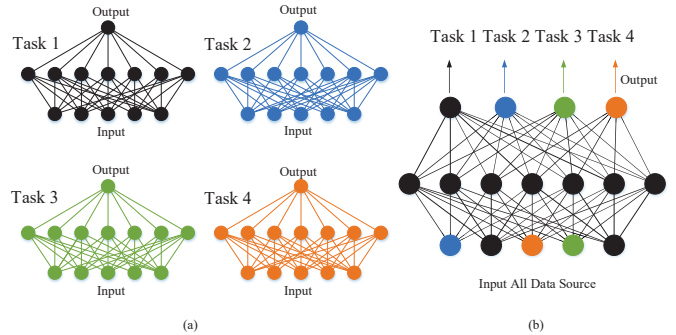 Output
Task 1
Input
Output
Task 2
Input
Output
Task 3
Input
Output
Task 4
Input
(a)
Task 1 Task 2 Task 3 Task 4
Output
Input All Data Source
(b)